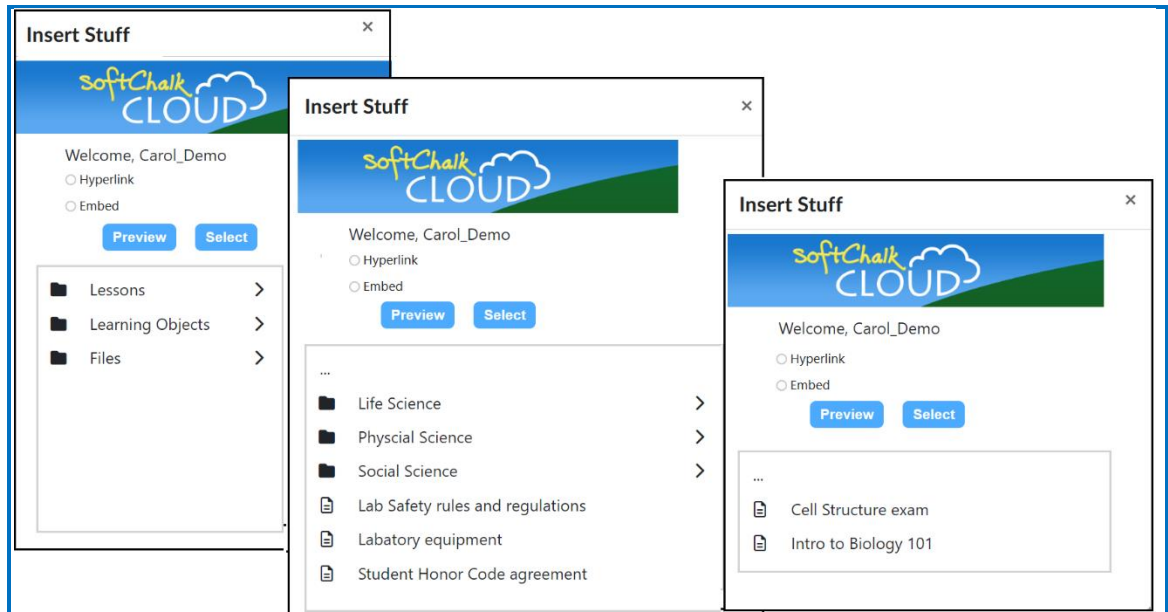 Insert Stuff
softChalk
CLOUD
Welcome, Carol_Demo
Hyperlink
Embed
Preview Select
Lessons
Learning Objects
Files
Insert Stuff
softChalk
CLOUD
Welcome, Carol_Demo
Hyperlink
Embed
Preview Select
...
Life Science
Physcial Science
Social Science
Lab Safety rules and regulations
Labatory equipment
Student Honor Code agreement
Insert Stuff
softChalk
CLOUD
Welcome, Carol_Demo
Hyperlink
Embed
Preview Select
...
Cell Structure exam
Intro to Biology 101